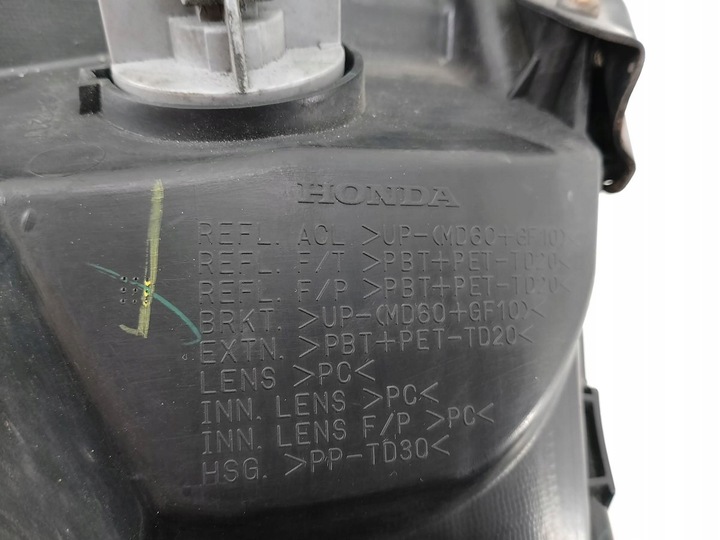 HONDA
REFL. ACL >UP-(MD60+GF10)
REFL. F/T >PBT+PET-TD20<
REFL. F/P >PBT+PET-TD20<
BRKT. >UP-(MD60+GF10)<
EXTN. >PBT+PET-TD20<
LENS >PC<
INN. LENS >PC<
INN. LENS F/P >PC<
HSG. >PP-TD30<